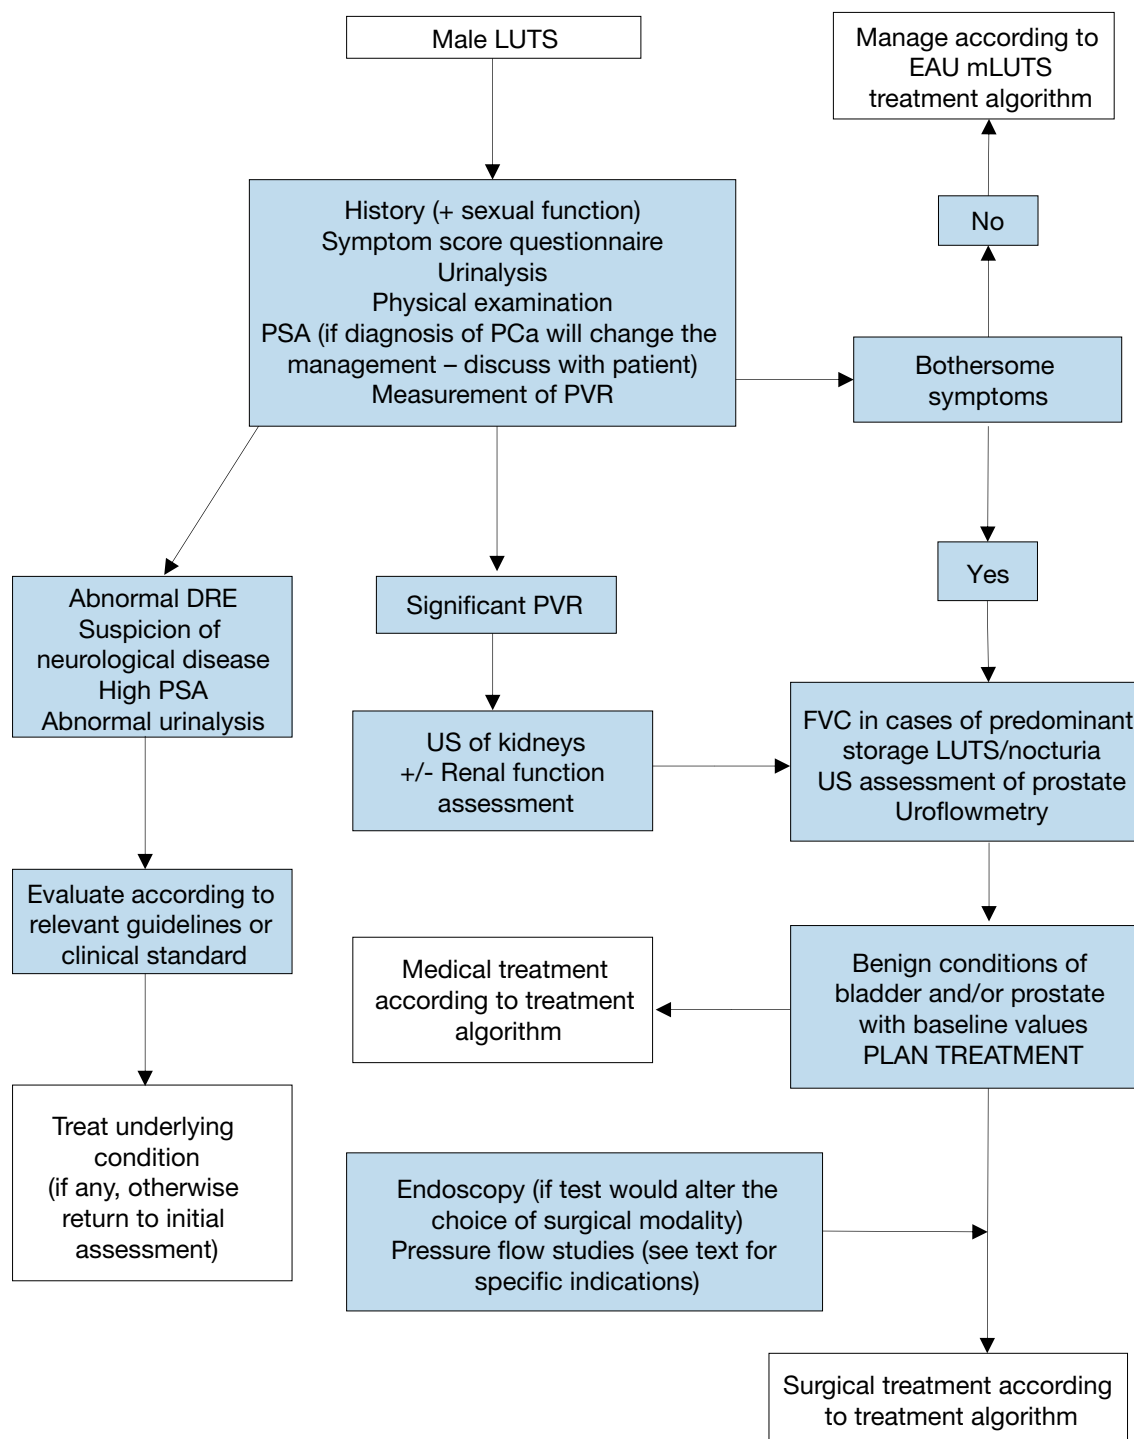 Male LUTS
Manage according to
EAU mLUTS
treatment algorithm
History (+ sexual function)
Symptom score questionnaire
Urinalysis
Physical examination
PSA (if diagnosis of PCa will change the
management – discuss with patient)
Measurement of PVR
No
Bothersome
symptoms
Yes
Abnormal DRE
Suspicion of
neurological disease
High PSA
Abnormal urinalysis
Significant PVR
US of kidneys
+/- Renal function
assessment
FVC in cases of predominant
storage LUTS/nocturia
US assessment of prostate
Uroflowmetry
Evaluate according to
relevant guidelines or
clinical standard
Medical treatment
according to treatment
algorithm
Benign conditions of
bladder and/or prostate
with baseline values
PLAN TREATMENT
Treat underlying
condition
(if any, otherwise
return to initial
assessment)
Endoscopy (if test would alter the
choice of surgical modality)
Pressure flow studies (see text for
specific indications)
Surgical treatment according
to treatment algorithm